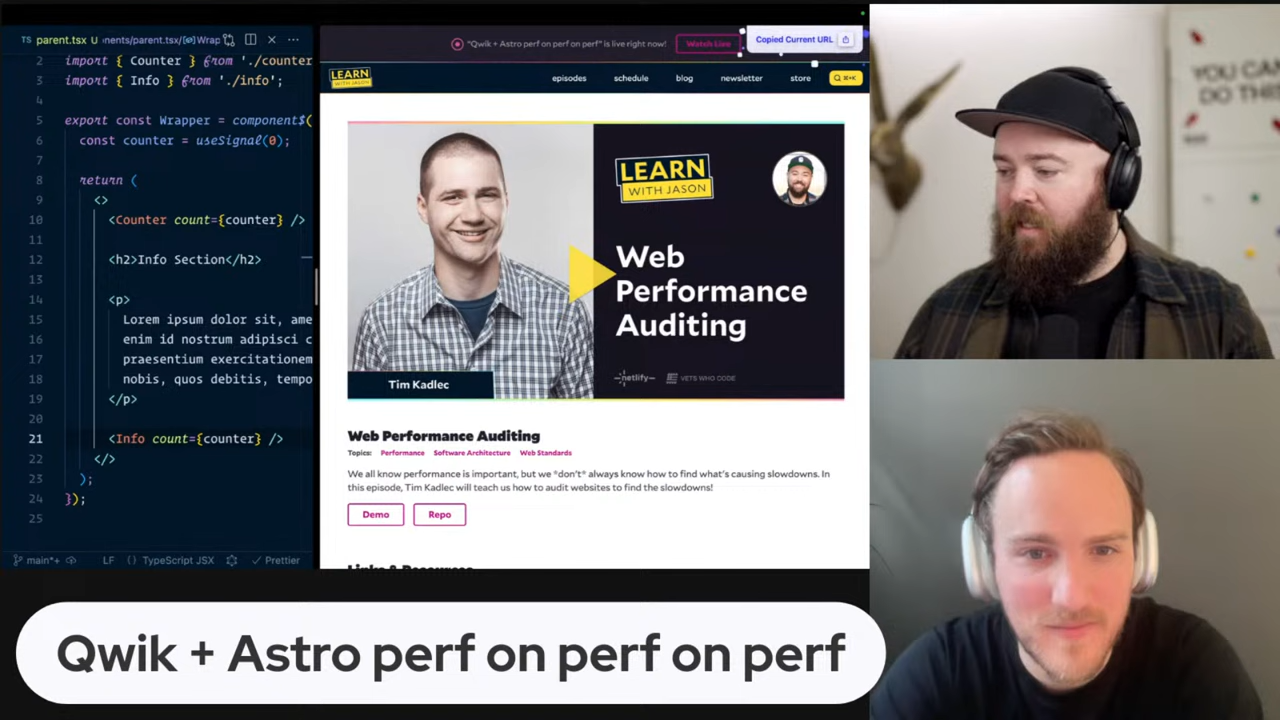 TS parent.tsx U nents/parent.tsx/ Wrap
2 import { Counter } from './counter
3 import { Info } from './info';
4
5 export const Wrapper = component$(
6 const counter = useSignal(0);
7
8 return (
9 <>
10 <Counter count={counter} />
11
12 <h2>Info Section</h2>
13
14 <p>
15 Lorem ipsum dolor sit, ame
16 enim id nostrum adipisci c
17 praesentium exercitationem
18 nobis, quos debitis, tempo
19 </p>
20
21 <Info count={counter} />
22 </>
23 );
24 });
25
main*+ LF {} TypeScript JSX Prettier
"Qwik + Astro perf on perf on perf" is live right now! Watch Live
Copied Current URL
LEARN
WITH JASON
episodes schedule blog newsletter store ⌘+K
LEARN
WITH JASON
Web
Performance
Auditing
Tim Kadlec
netlify VETS WHO CODE
Web Performance Auditing
Topics: Performance Software Architecture Web Standards
We all know performance is important, but we *don't* always know how to find what's causing slowdowns. In
this episode, Tim Kadlec will teach us how to audit websites to find the slowdowns!
Demo Repo
Links & Resources
YOU CAN
DO THIS
Qwik + Astro perf on perf on perf